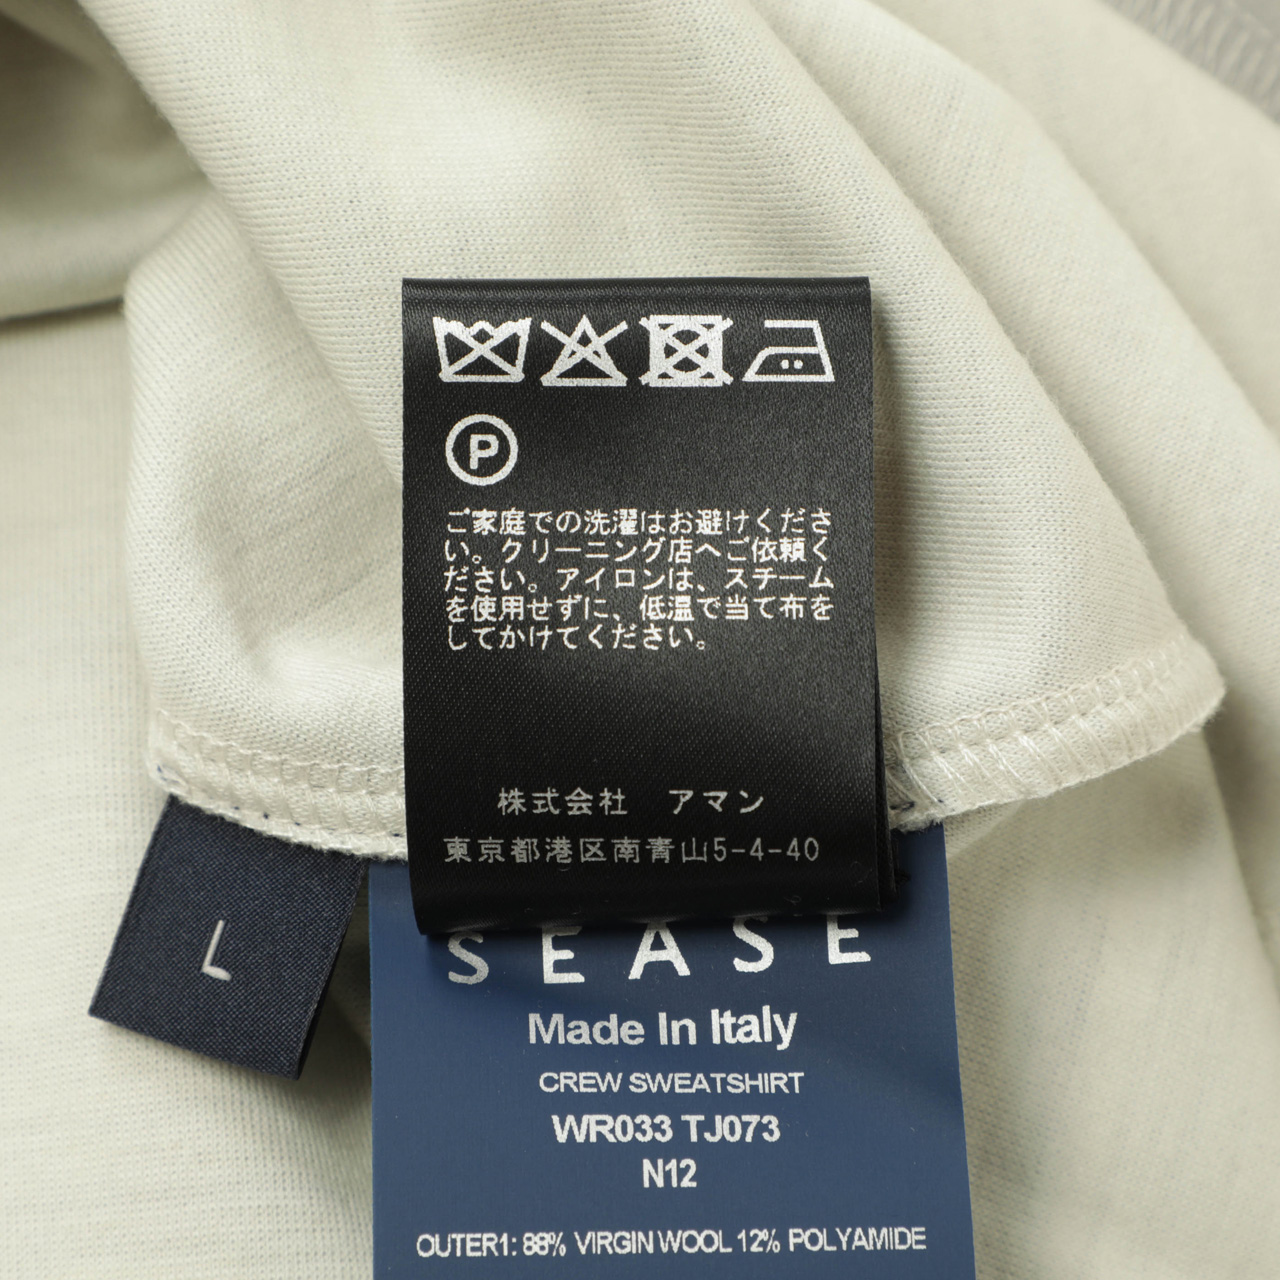 P
ご家庭での洗濯はお避けくださ
い。クリーニング店へご依頼く
ださい。アイロンは、スチーム
を使用せずに、低温で当て布を
してかけてください。
株式会社 アマン
東京都港区南青山5-4-40
L
SEASE
Made In Italy
CREW SWEATSHIRT
WR033 TJ073
N12
OUTER1: 88% VIRGIN WOOL 12% POLYAMIDE